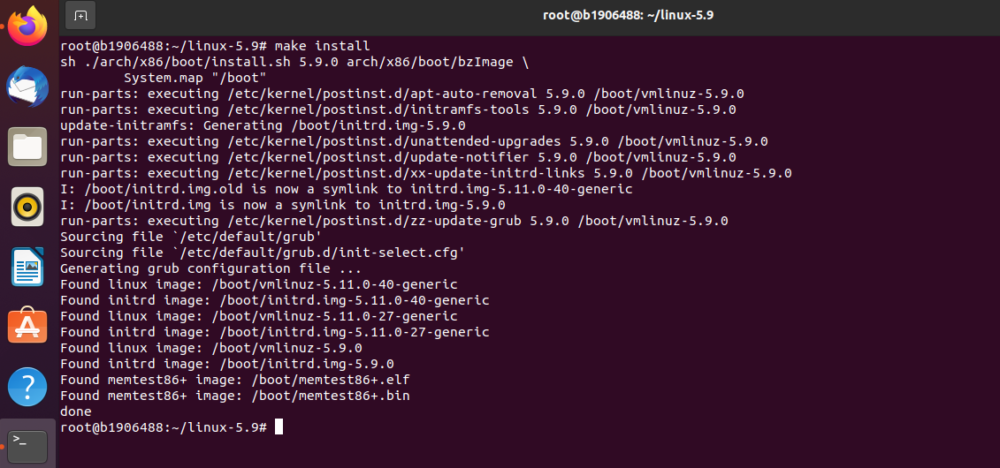 root@b1906488: ~/linux-5.9
root@b1906488:~/linux-5.9# make install
sh ./arch/x86/boot/install.sh 5.9.0 arch/x86/boot/bzImage \
        System.map "/boot"
run-parts: executing /etc/kernel/postinst.d/apt-auto-removal 5.9.0 /boot/vmlinuz-5.9.0
run-parts: executing /etc/kernel/postinst.d/initramfs-tools 5.9.0 /boot/vmlinuz-5.9.0
update-initramfs: Generating /boot/initrd.img-5.9.0
run-parts: executing /etc/kernel/postinst.d/unattended-upgrades 5.9.0 /boot/vmlinuz-5.9.0
run-parts: executing /etc/kernel/postinst.d/update-notifier 5.9.0 /boot/vmlinuz-5.9.0
run-parts: executing /etc/kernel/postinst.d/xx-update-initrd-links 5.9.0 /boot/vmlinuz-5.9.0
I: /boot/initrd.img.old is now a symlink to initrd.img-5.11.0-40-generic
I: /boot/initrd.img is now a symlink to initrd.img-5.9.0
run-parts: executing /etc/kernel/postinst.d/zz-update-grub 5.9.0 /boot/vmlinuz-5.9.0
Sourcing file `/etc/default/grub'
Sourcing file `/etc/default/grub.d/init-select.cfg'
Generating grub configuration file ...
Found linux image: /boot/vmlinuz-5.11.0-40-generic
Found initrd image: /boot/initrd.img-5.11.0-40-generic
Found linux image: /boot/vmlinuz-5.11.0-27-generic
Found initrd image: /boot/initrd.img-5.11.0-27-generic
Found linux image: /boot/vmlinuz-5.9.0
Found initrd image: /boot/initrd.img-5.9.0
Found memtest86+ image: /boot/memtest86+.elf
Found memtest86+ image: /boot/memtest86+.bin
done
root@b1906488:~/linux-5.9#